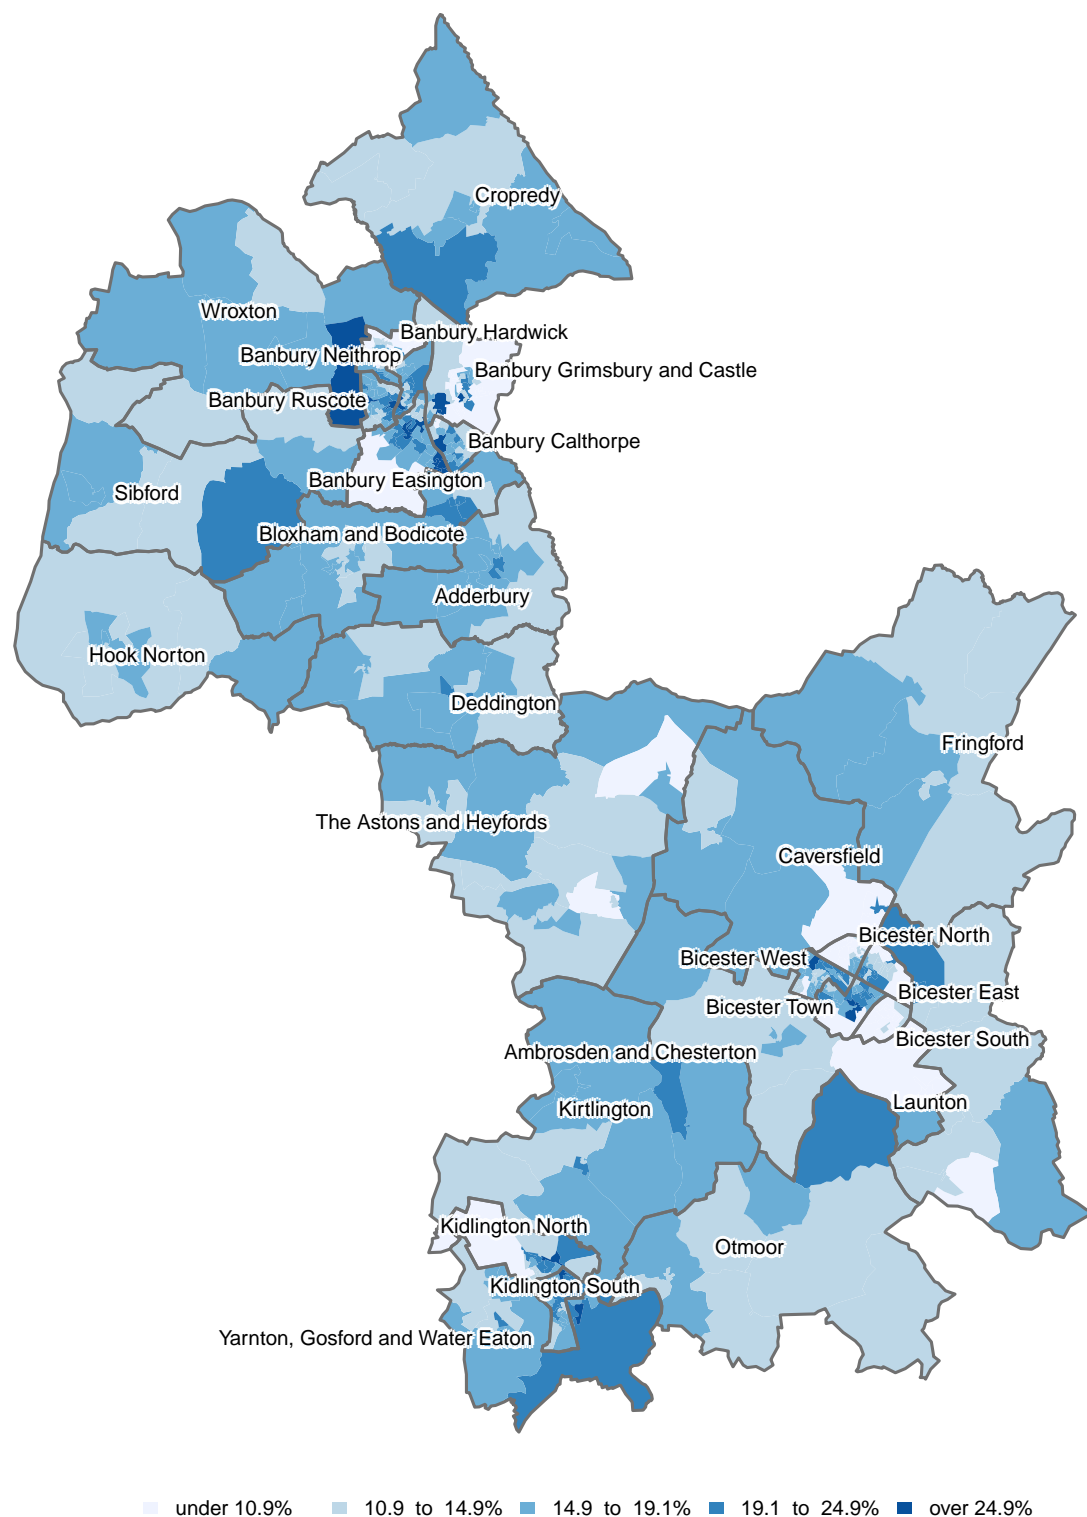 Cropredy
Wroxton
Banbury Hardwick
Banbury Neithrop
Banbury Grimsbury and Castle
Banbury Ruscote
Banbury Calthorpe
Banbury Easington
Sibford
Bloxham and Bodicote
Adderbury
Hook Norton
Deddington
Fringford
The Astons and Heyfords
Caversfield
Bicester North
Bicester West
Bicester East
Bicester Town
Bicester South
Ambrosden and Chesterton
Launton
Kirtlington
Kidlington North
Otmoor
Kidlington South
Yarnton, Gosford and Water Eaton
under 10.9% 10.9 to 14.9% 14.9 to 19.1% 19.1 to 24.9% over 24.9%